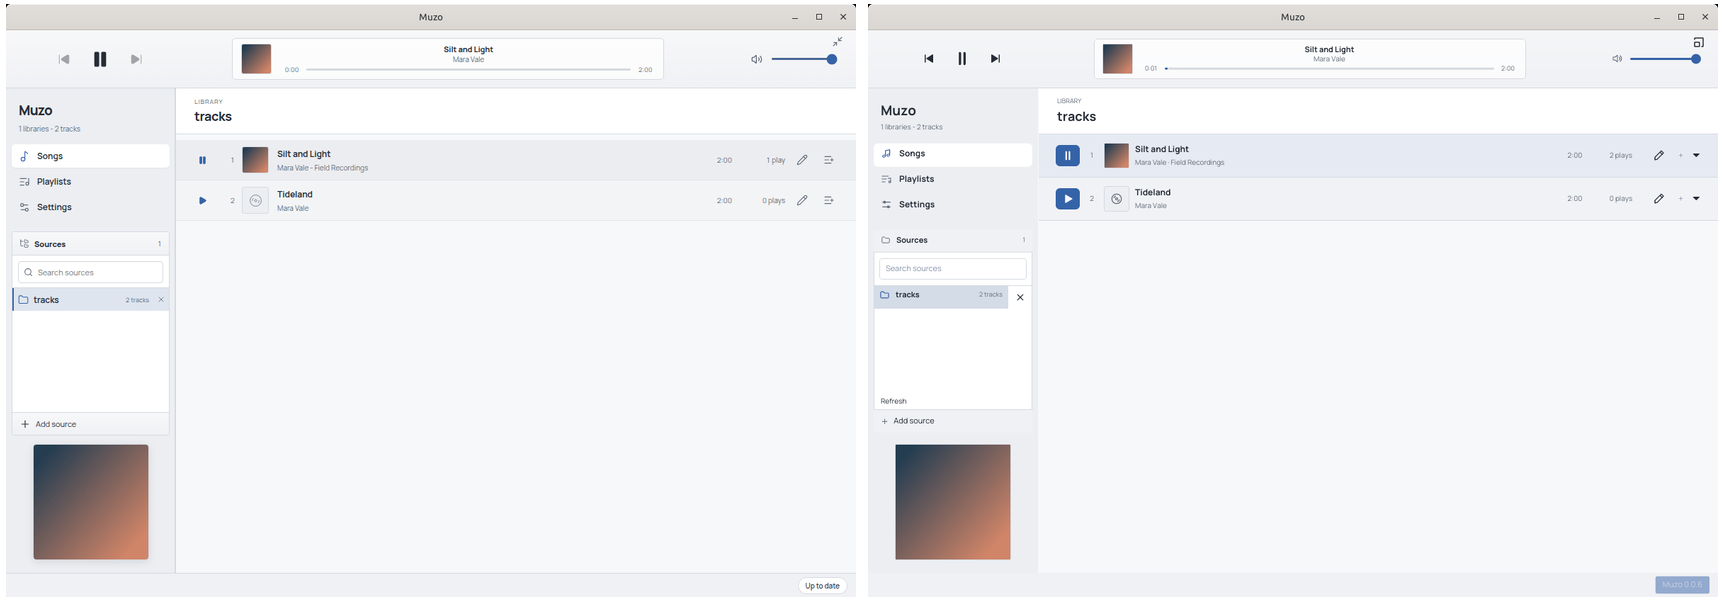 Muzo
Silt and Light
Mara Vale
0:00
2:00
Muzo
1 libraries - 2 tracks
Songs
Playlists
Settings
Sources 1
Search sources
tracks 2 tracks
Add source
LIBRARY
tracks
1 Silt and Light 2:00 1 play
Mara Vale - Field Recordings
2 Tideland 2:00 0 plays
Mara Vale
Up to date
Muzo
Silt and Light
Mara Vale
0:01
2:00
Muzo
1 libraries - 2 tracks
Songs
Playlists
Settings
Sources 1
Search sources
tracks 2 tracks
Refresh
+ Add source
LIBRARY
tracks
1 Silt and Light 2:00 2 plays +
Mara Vale · Field Recordings
2 Tideland 2:00 0 plays +
Mara Vale
Muzo 0.0.6